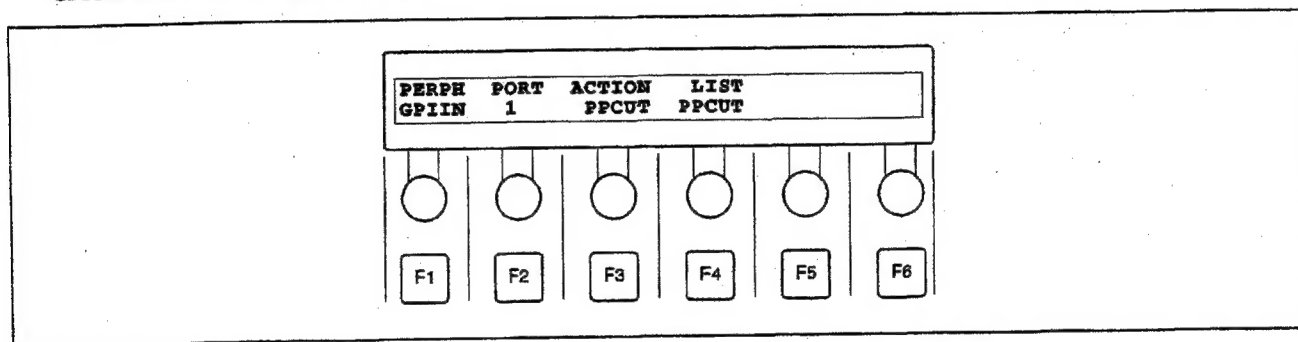 PERPH PORT ACTION LIST
GPIIN 1 PPCUT PPCUT
F1 F2 F3 F4 F5 F6